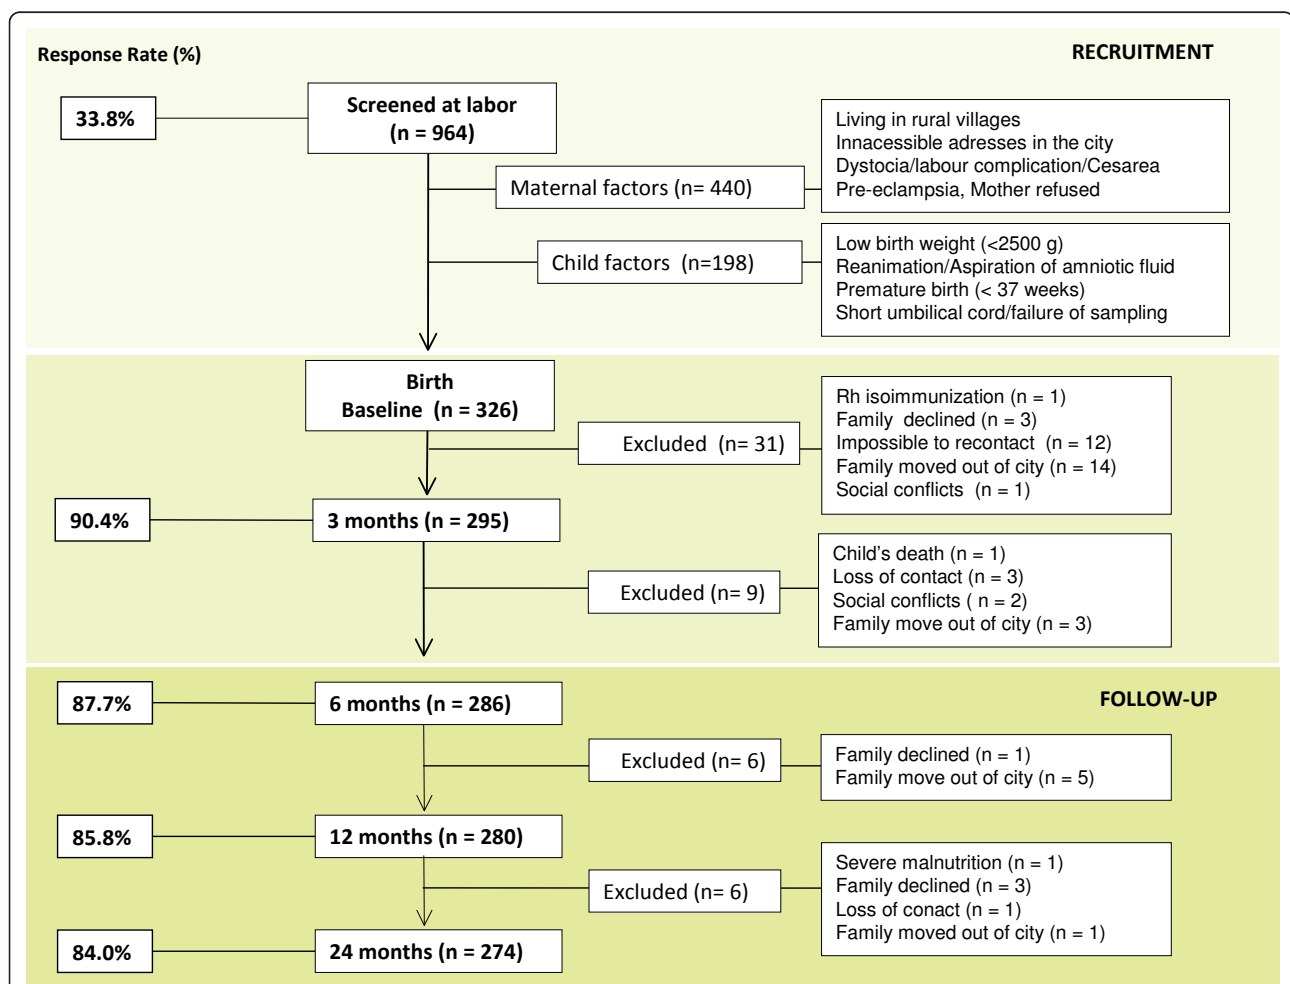 Response Rate (%)
RECRUITMENT
33.8%
Screened at labor
(n = 964)
Living in rural villages
Innacessible adresses in the city
Dystocia/labour complication/Cesarea
Pre-eclampsia, Mother refused
Maternal factors (n= 440)
Low birth weight (<2500 g)
Reanimation/Aspiration of amniotic fluid
Premature birth (< 37 weeks)
Short umbilical cord/failure of sampling
Child factors (n=198)
Birth
Baseline (n = 326)
Rh isoimmunization (n = 1)
Family declined (n = 3)
Impossible to recontact (n = 12)
Family moved out of city (n = 14)
Social conflicts (n = 1)
Excluded (n= 31)
90.4%
3 months (n = 295)
Child's death (n = 1)
Loss of contact (n = 3)
Social conflicts ( n = 2)
Family move out of city (n = 3)
Excluded (n= 9)
87.7%
6 months (n = 286)
FOLLOW-UP
Excluded (n= 6)
Family declined (n = 1)
Family move out of city (n = 5)
85.8%
12 months (n = 280)
Severe malnutrition (n = 1)
Family declined (n = 3)
Loss of conact (n = 1)
Family moved out of city (n = 1)
Excluded (n= 6)
84.0%
24 months (n = 274)